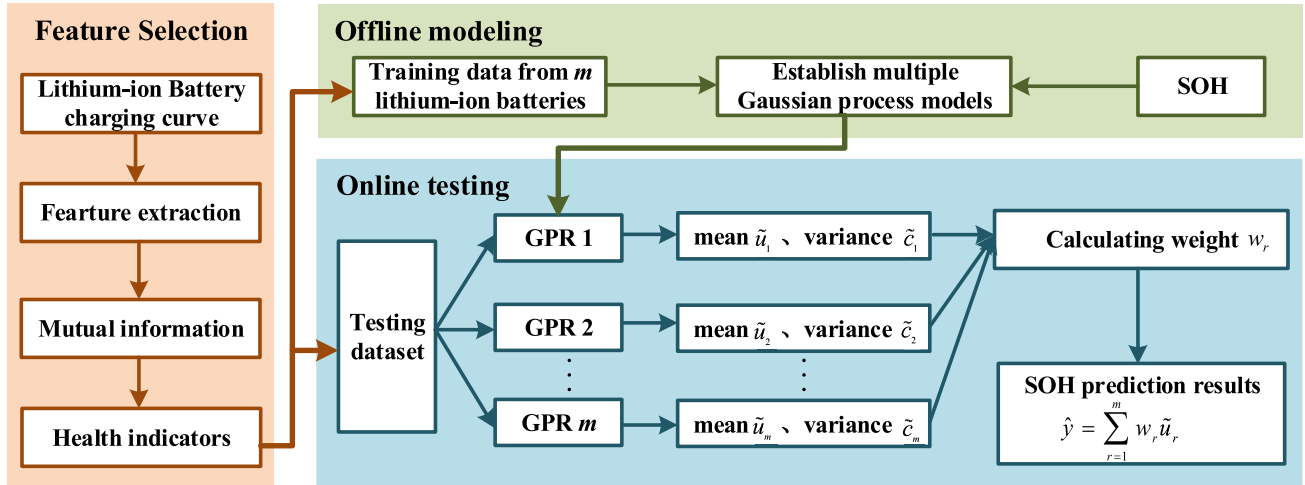 Feature Selection
Lithium-ion Battery
charging curve
Fearture extraction
Mutual information
Health indicators
Offline modeling
Training data from m
lithium-ion batteries
Establish multiple
Gaussian process models
SOH
Online testing
Testing
dataset
GPR 1
mean ũ₁ 、variance c̃₁
GPR 2
mean ũ₂ 、variance c̃₂
⋮
⋮
GPR m
mean ũₘ 、variance c̃ₘ
Calculating weight wᵣ
SOH prediction results
ŷ = ∑ᵣ₌₁ᵐ wᵣũᵣ